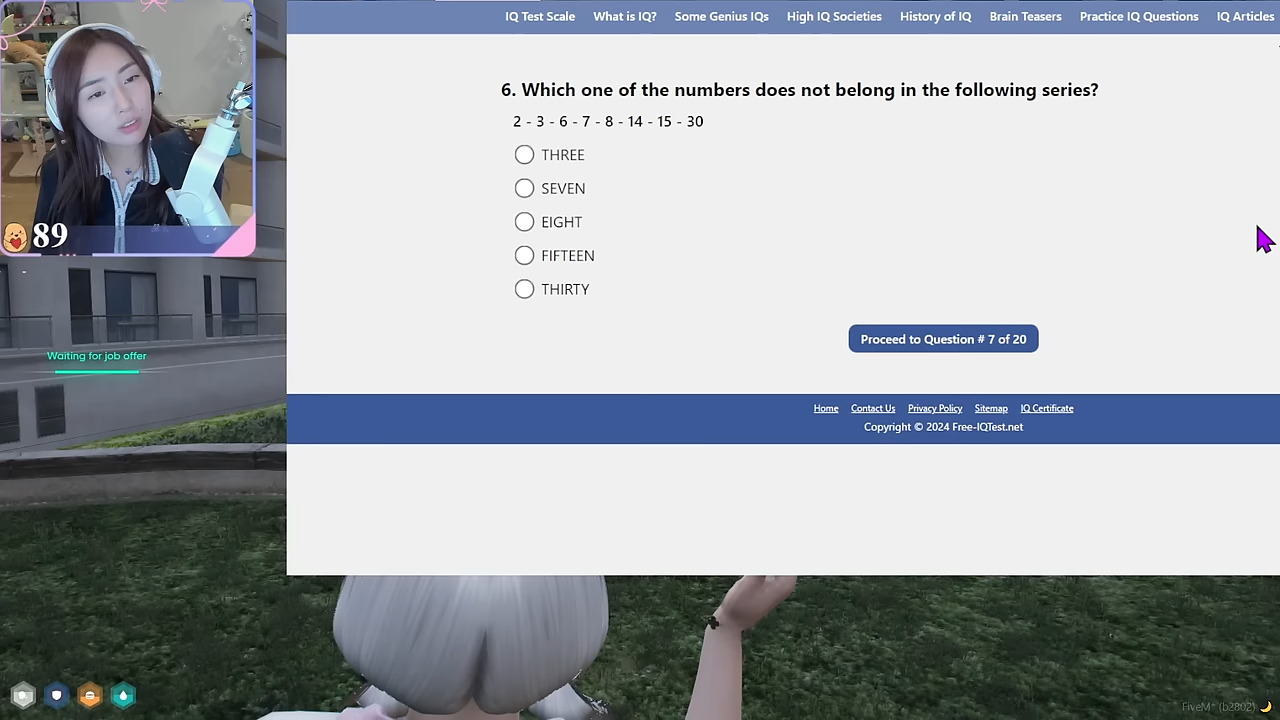 IQ Test Scale What is IQ? Some Genius IQs High IQ Societies History of IQ Brain Teasers Practice IQ Questions IQ Articles
6. Which one of the numbers does not belong in the following series?
2 - 3 - 6 - 7 - 8 - 14 - 15 - 30
THREE
SEVEN
EIGHT
FIFTEEN
THIRTY
Proceed to Question # 7 of 20
Home Contact Us Privacy Policy Sitemap IQ Certificate
Copyright © 2024 Free-IQTest.net
89
Waiting for job offer
FiveM* (b2802)